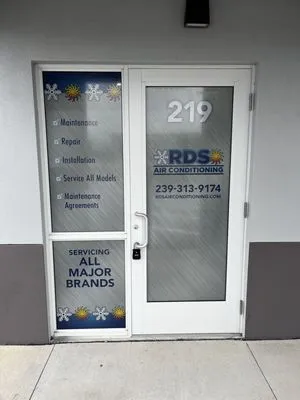 Maintenance
Repair
Installation
Service All Models
Maintenance
Agreements
SERVICING
ALL
MAJOR
BRANDS
219
RDS
AIR CONDITIONING
239-313-9174
RDSAIRCONDITIONING.COM